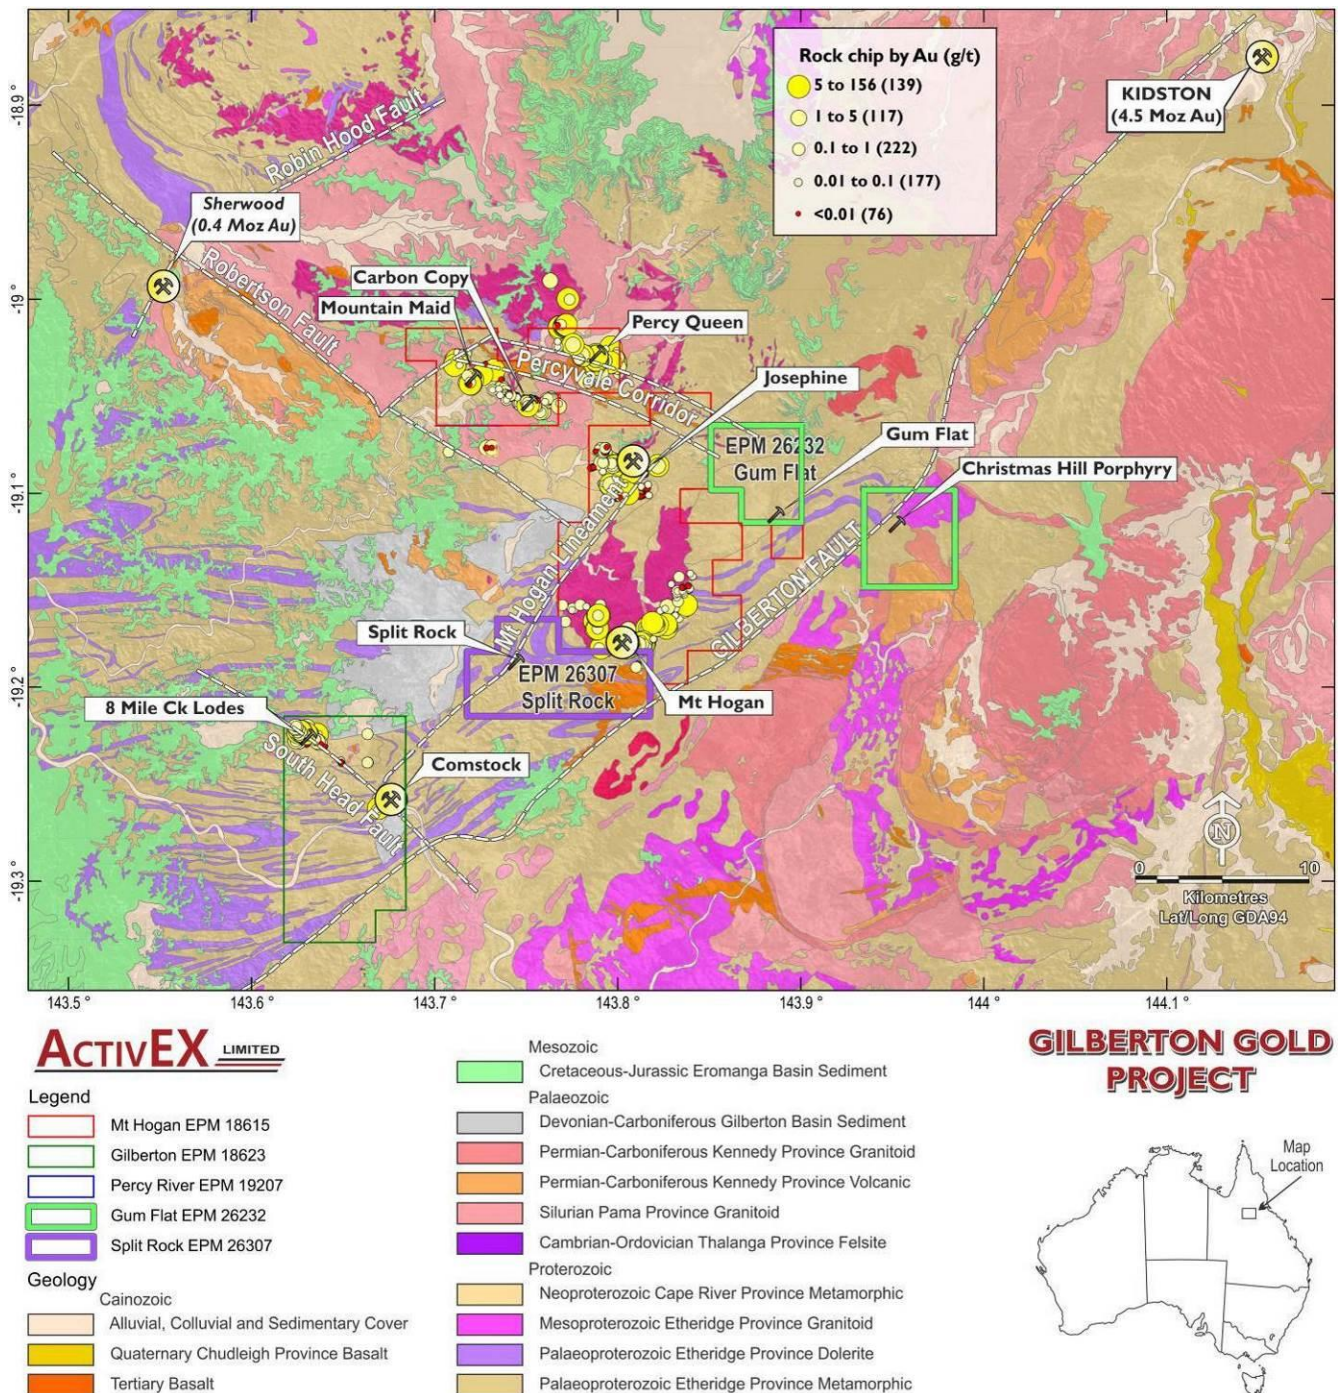 Rock chip by Au (g/t)
5 to 156 (139)
1 to 5 (117)
0.1 to 1 (222)
0.01 to 0.1 (177)
<0.01 (76)
KIDSTON
(4.5 Moz Au)
-18.9°
Robin Hood Fault
Sherwood
(0.4 Moz Au)
Robertson Fault
Carbon Copy
Mountain Maid
-19°
Percy Queen
Percyvale Corridor
Josephine
EPM 26232
Gum Flat
Gum Flat
Christmas Hill Porphyry
-19.1°
Mt Hogan Lineament
GILBERTON FAULT
Split Rock
EPM 26307
Split Rock
-19.2°
Mt Hogan
8 Mile Ck Lodes
South Head Fault
Comstock
-19.3°
N
0 10
Kilometres
Lat/Long GDA94
143.5 ° 143.6 ° 143.7 ° 143.8 ° 143.9 ° 144 ° 144.1 °
ACTIVEX LIMITED
Legend
Mt Hogan EPM 18615
Gilberton EPM 18623
Percy River EPM 19207
Gum Flat EPM 26232
Split Rock EPM 26307
Geology
Cainozoic
Alluvial, Colluvial and Sedimentary Cover
Quaternary Chudleigh Province Basalt
Tertiary Basalt
Mesozoic
Cretaceous-Jurassic Eromanga Basin Sediment
Palaeozoic
Devonian-Carboniferous Gilberton Basin Sediment
Permian-Carboniferous Kennedy Province Granitoid
Permian-Carboniferous Kennedy Province Volcanic
Silurian Pama Province Granitoid
Cambrian-Ordovician Thalanga Province Felsite
Proterozoic
Neoproterozoic Cape River Province Metamorphic
Mesoproterozoic Etheridge Province Granitoid
Palaeoproterozoic Etheridge Province Dolerite
Palaeoproterozoic Etheridge Province Metamorphic
GILBERTON GOLD
PROJECT
Map
Location